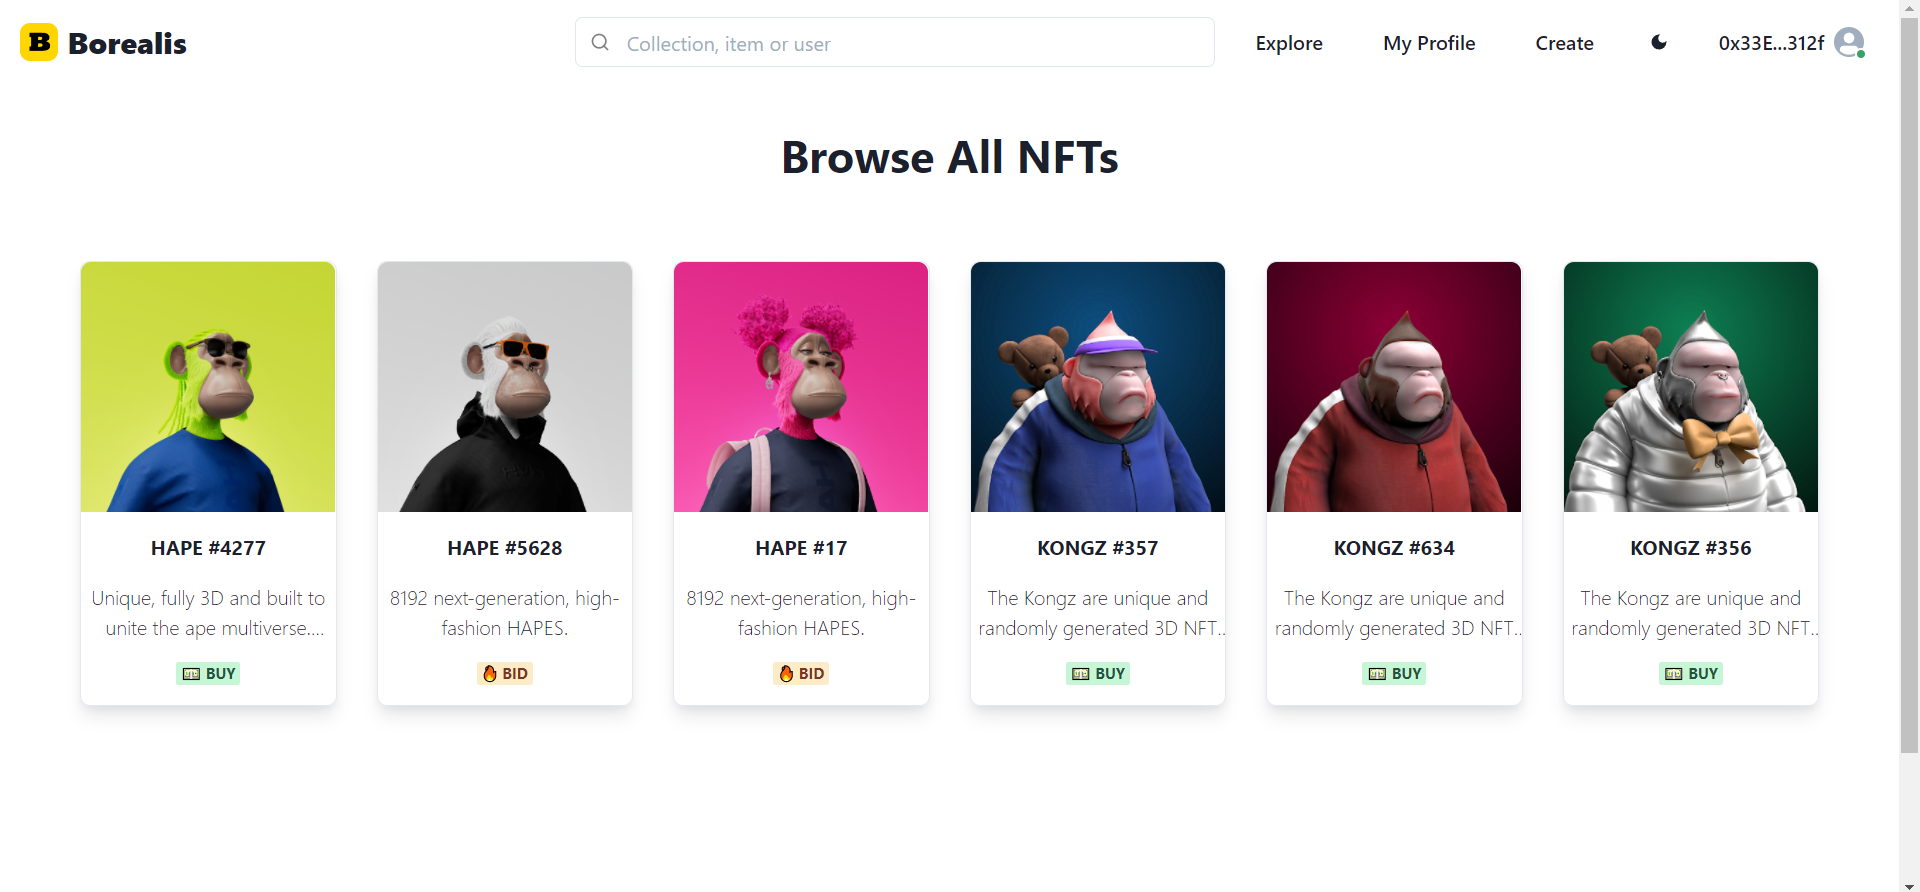 B Borealis
Collection, item or user
Explore
My Profile
Create
0x33E...312f
Browse All NFTs
HAPE #4277
Unique, fully 3D and built to
unite the ape multiverse....
BUY
HAPE #5628
8192 next-generation, high-
fashion HAPES.
BID
HAPE #17
8192 next-generation, high-
fashion HAPES.
BID
KONGZ #357
The Kongz are unique and
randomly generated 3D NFT..
BUY
KONGZ #634
The Kongz are unique and
randomly generated 3D NFT..
BUY
KONGZ #356
The Kongz are unique and
randomly generated 3D NFT..
BUY